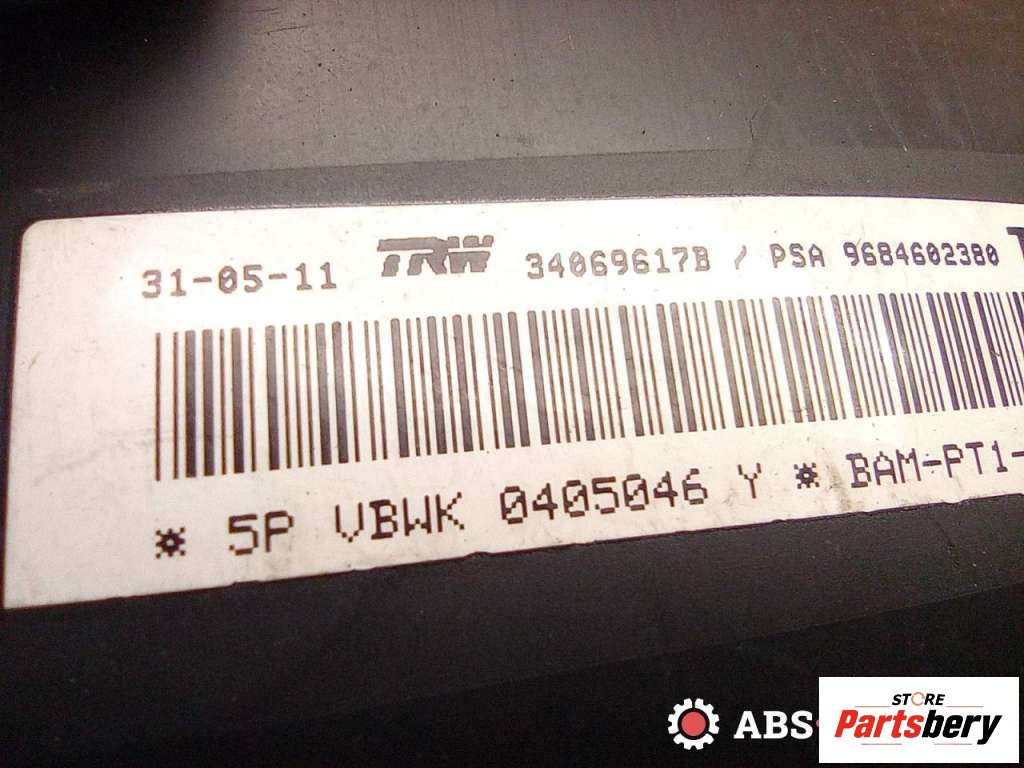 31-05-11 TRW 34069617B / PSA 9684602380
* 5P VBWK 0405046 Y * BAM-PT1-
ABS-
STORE
Partsbery